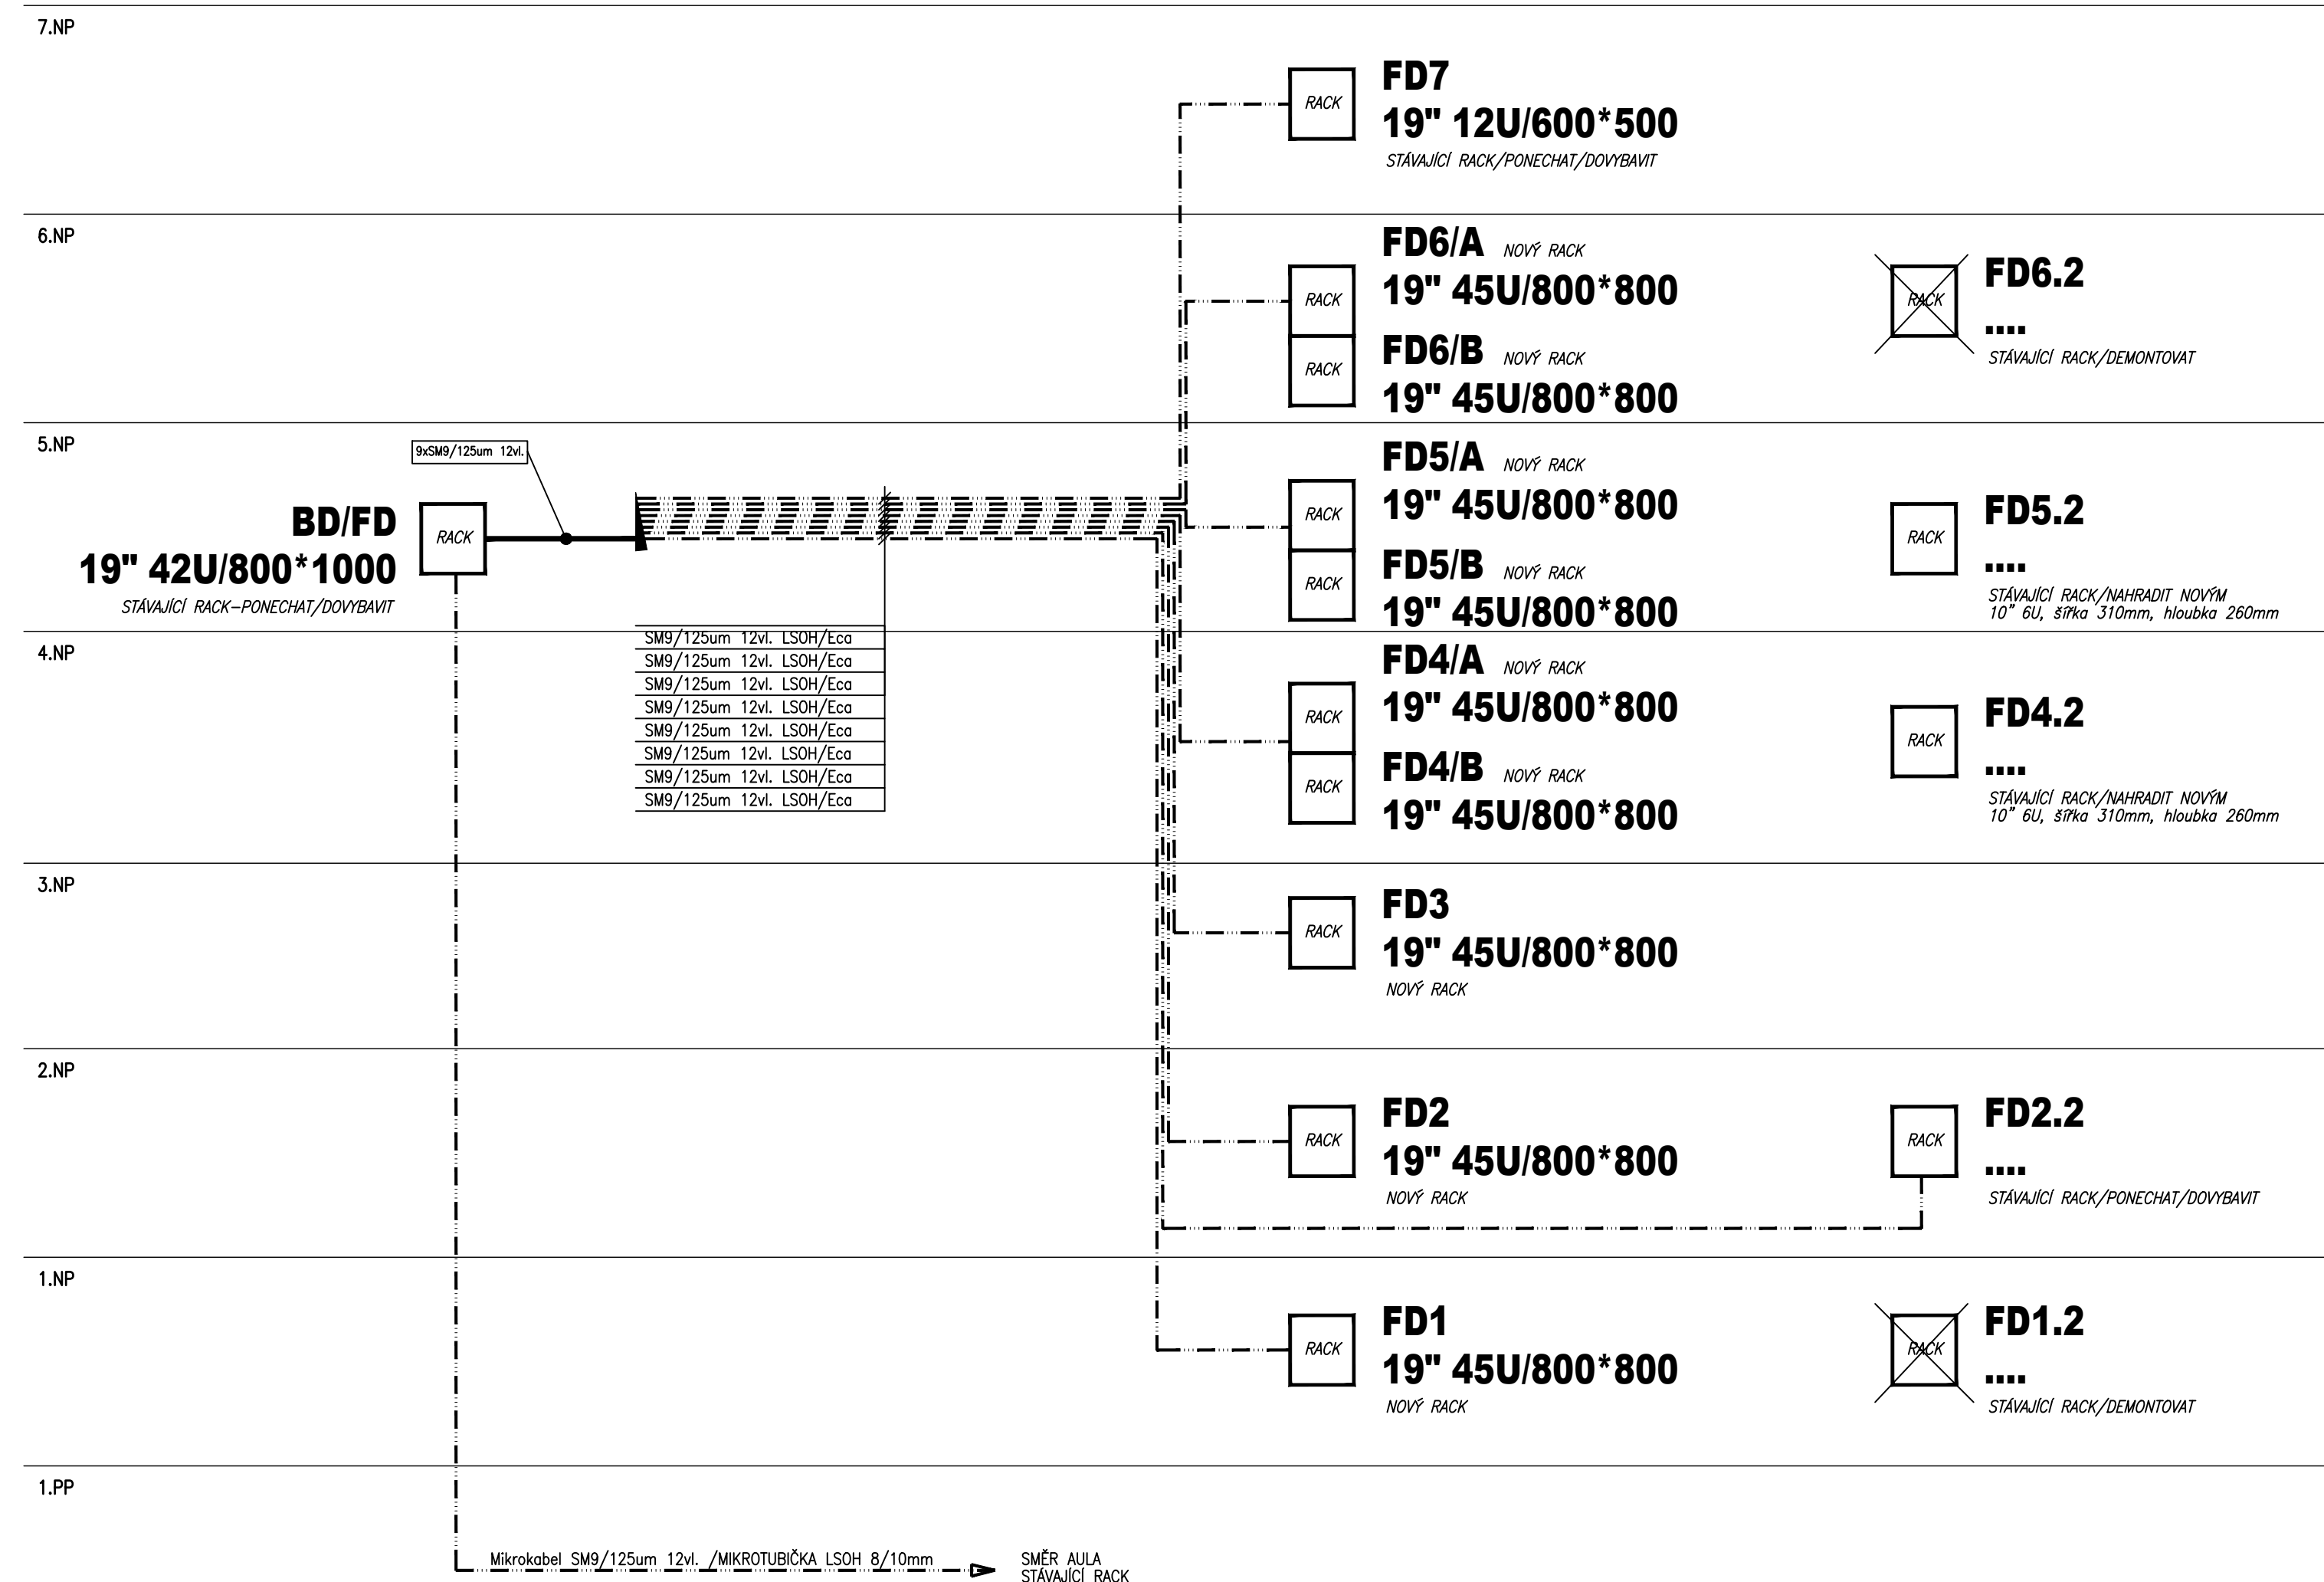 7.NP
RACK
FD7
19" 12U/600*500
STÁVAJÍCÍ RACK/PONECHAT/DOVYBAVIT
6.NP
RACK
FD6/A NOVÝ RACK
19" 45U/800*800
RACK
FD6/B NOVÝ RACK
19" 45U/800*800
RACK
FD6.2
....
STÁVAJÍCÍ RACK/DEMONTOVAT
5.NP
9xSM9/125um 12vl.
BD/FD
19" 42U/800*1000
STÁVAJÍCÍ RACK-PONECHAT/DOVYBAVIT
RACK
RACK
FD5/A NOVÝ RACK
19" 45U/800*800
RACK
FD5/B NOVÝ RACK
19" 45U/800*800
RACK
FD5.2
....
STÁVAJÍCÍ RACK/NAHRADIT NOVÝM
10" 6U, šířka 310mm, hloubka 260mm
SM9/125um 12vl. LSOH/Eca
4.NP
SM9/125um 12vl. LSOH/Eca
SM9/125um 12vl. LSOH/Eca
SM9/125um 12vl. LSOH/Eca
SM9/125um 12vl. LSOH/Eca
SM9/125um 12vl. LSOH/Eca
SM9/125um 12vl. LSOH/Eca
SM9/125um 12vl. LSOH/Eca
RACK
FD4/A NOVÝ RACK
19" 45U/800*800
RACK
FD4/B NOVÝ RACK
19" 45U/800*800
RACK
FD4.2
....
STÁVAJÍCÍ RACK/NAHRADIT NOVÝM
10" 6U, šířka 310mm, hloubka 260mm
3.NP
RACK
FD3
19" 45U/800*800
NOVÝ RACK
2.NP
RACK
FD2
19" 45U/800*800
NOVÝ RACK
RACK
FD2.2
....
STÁVAJÍCÍ RACK/PONECHAT/DOVYBAVIT
1.NP
RACK
FD1
19" 45U/800*800
NOVÝ RACK
RACK
FD1.2
....
STÁVAJÍCÍ RACK/DEMONTOVAT
1.PP
Mikrokabel SM9/125um 12vl. /MIKROTUBIČKA LSOH 8/10mm
SMĚR AULA
STÁVAJÍCÍ RACK